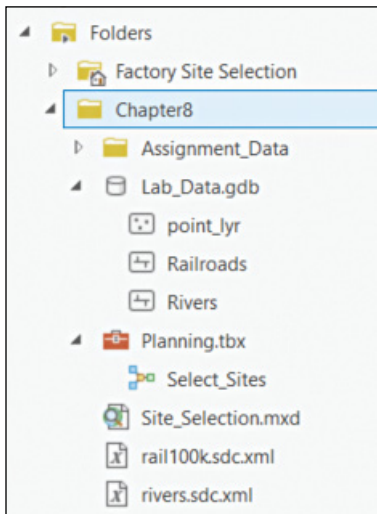 Folders
Factory Site Selection
Chapter8
Assignment_Data
Lab_Data.gdb
point_lyr
Railroads
Rivers
Planning.tbx
Select_Sites
Site_Selection.mxd
rail100k.sdc.xml
rivers.sdc.xml